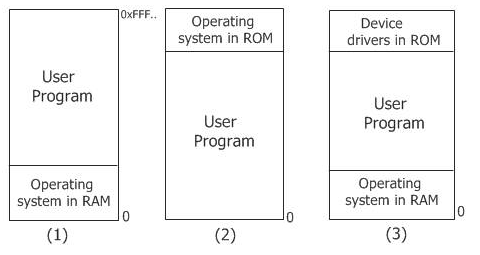 0xFFF..
User
Program
Operating
system in RAM
0
(1)
Operating
system in ROM
User
Program
0
(2)
Device
drivers in ROM
User
Program
Operating
system in RAM
0
(3)